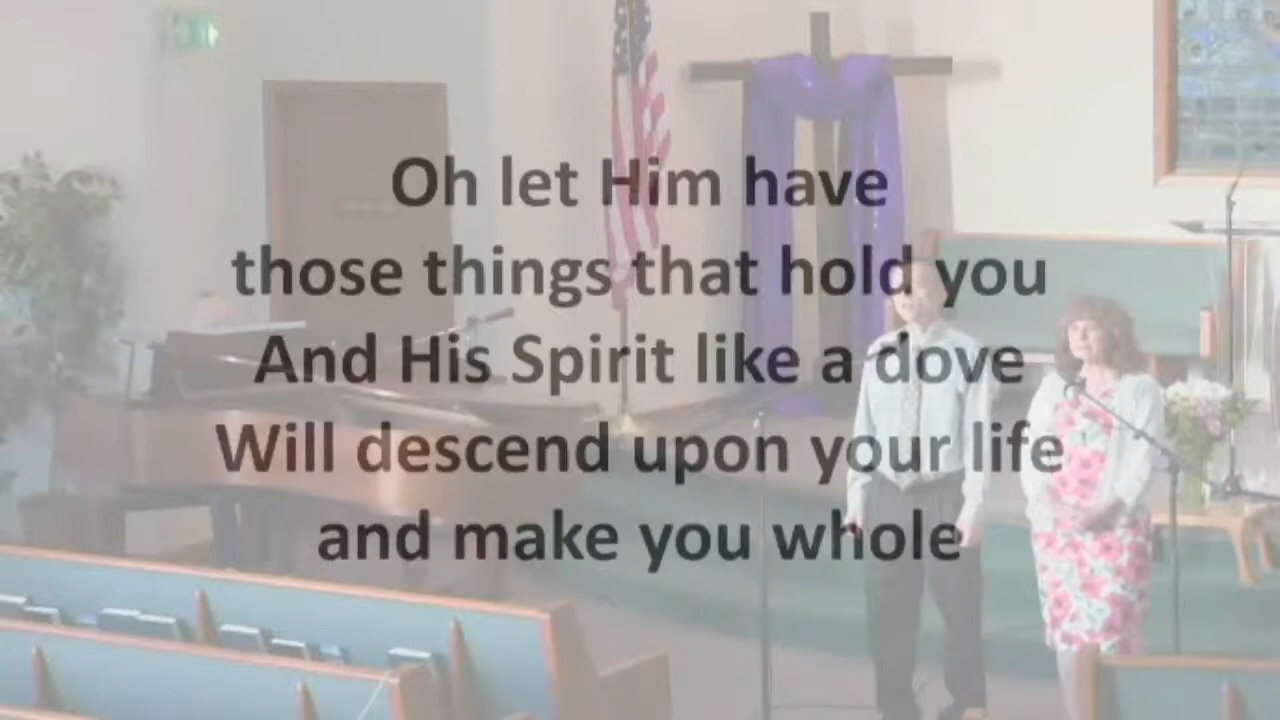 Oh let Him have
those things that hold you
And His Spirit like a dove
Will descend upon your life
and make you whole